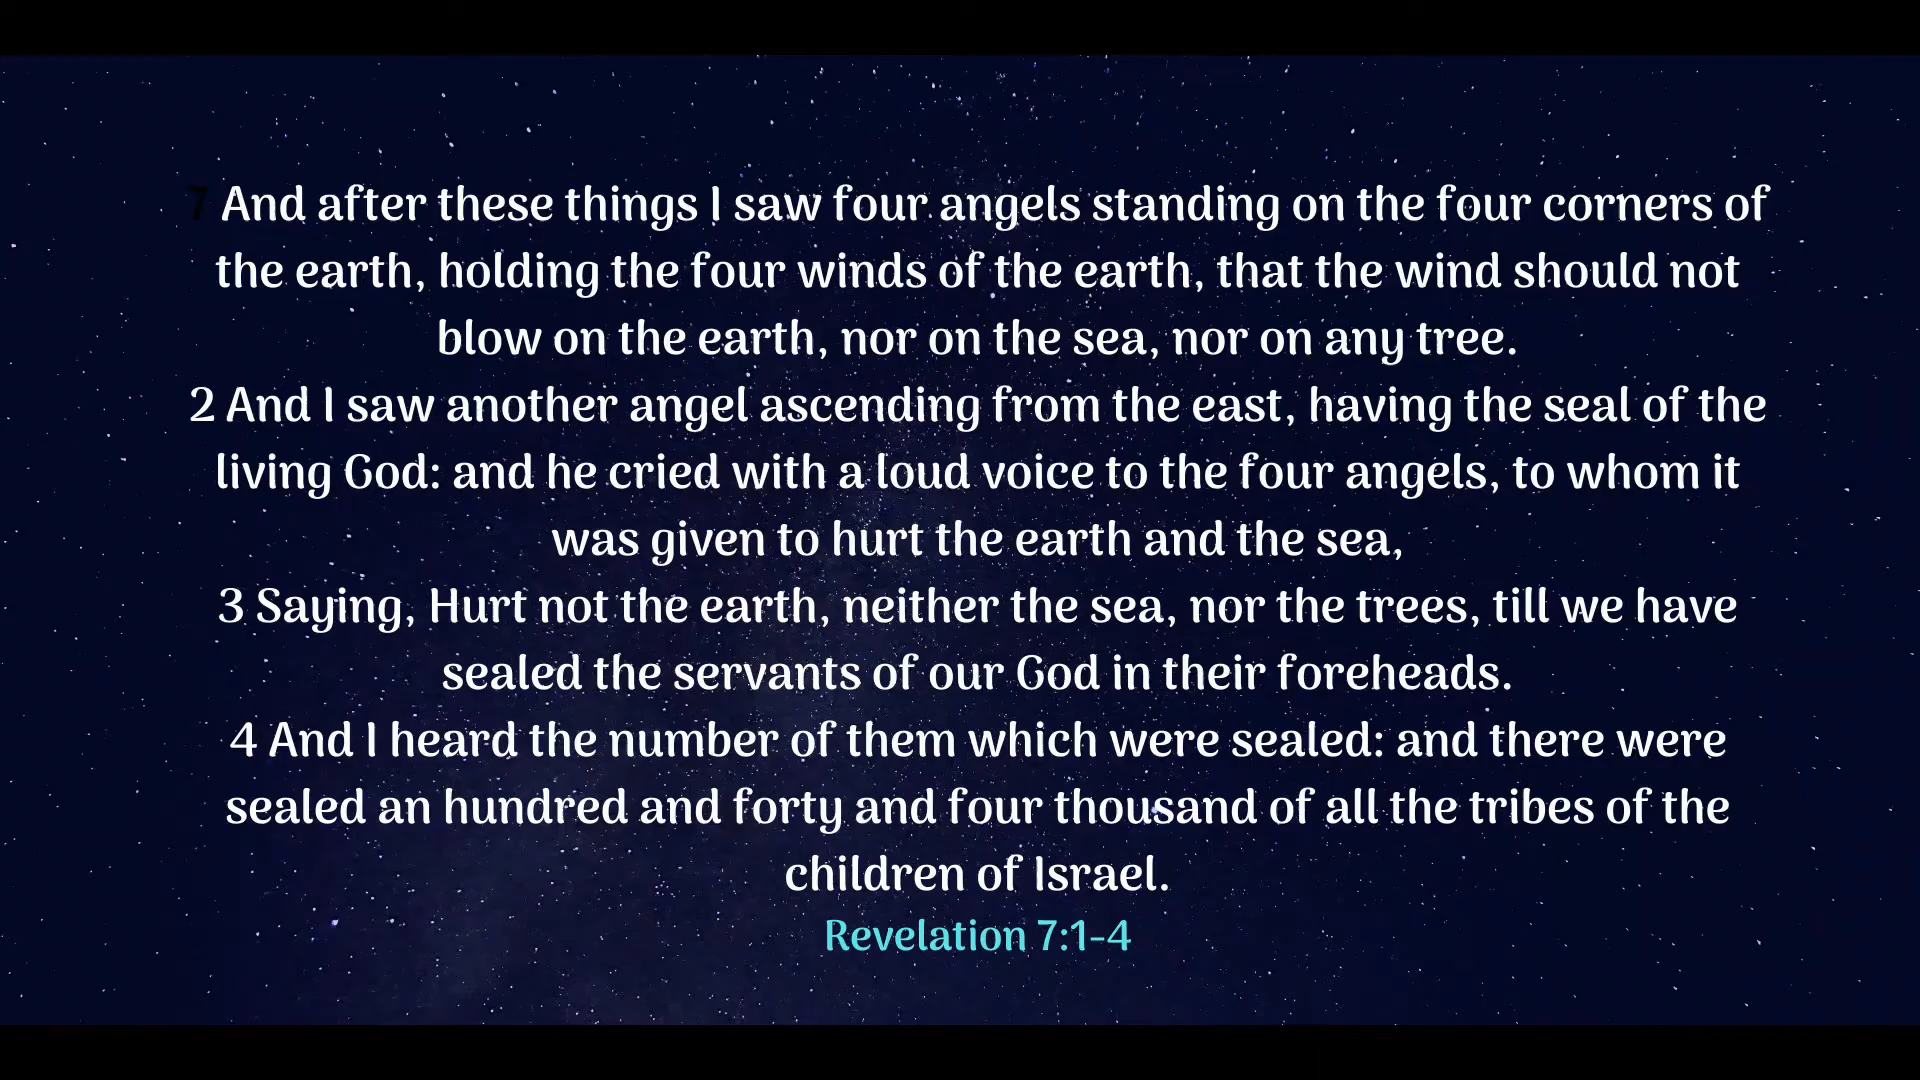 7 And after these things I saw four angels standing on the four corners of
the earth, holding the four winds of the earth, that the wind should not
blow on the earth, nor on the sea, nor on any tree.
2 And I saw another angel ascending from the east, having the seal of the
living God: and he cried with a loud voice to the four angels, to whom it
was given to hurt the earth and the sea,
3 Saying, Hurt not the earth, neither the sea, nor the trees, till we have
sealed the servants of our God in their foreheads.
4 And I heard the number of them which were sealed: and there were
sealed an hundred and forty and four thousand of all the tribes of the
children of Israel.
Revelation 7:1-4